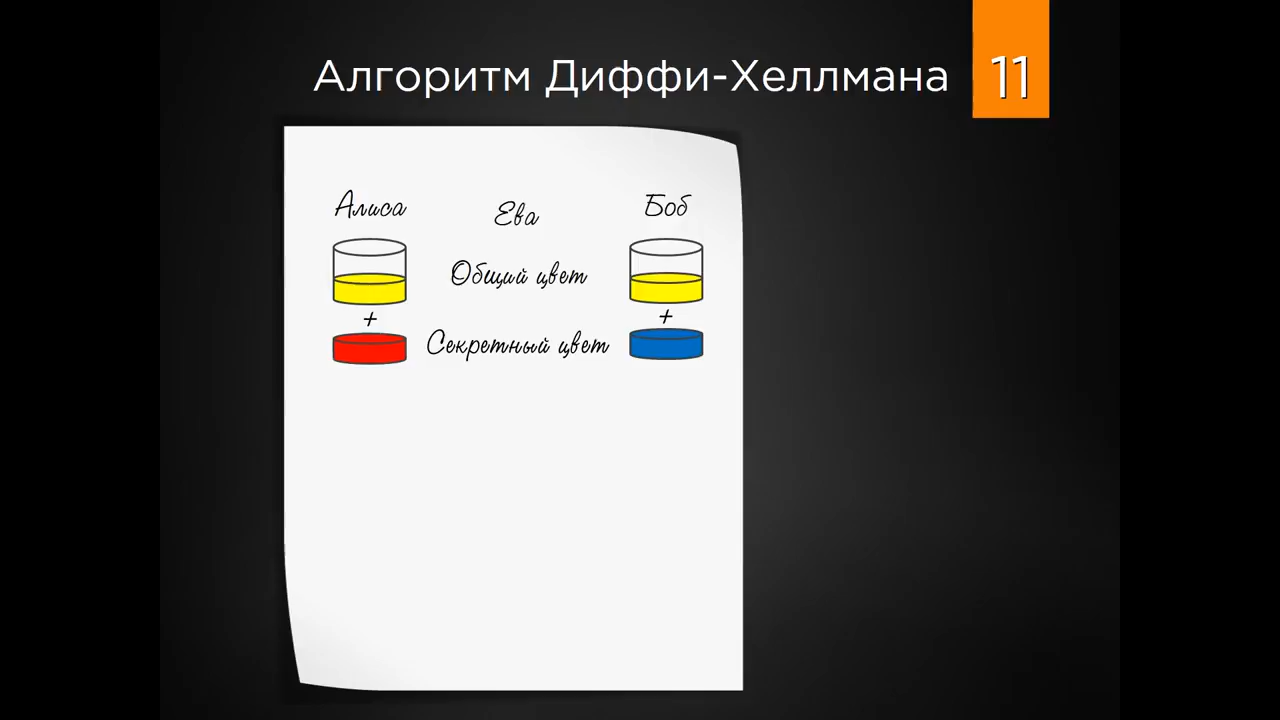 Алгоритм Диффи-Хеллмана 11
Алиса Ева Боб
Общий цвет
+ +
Секретный цвет